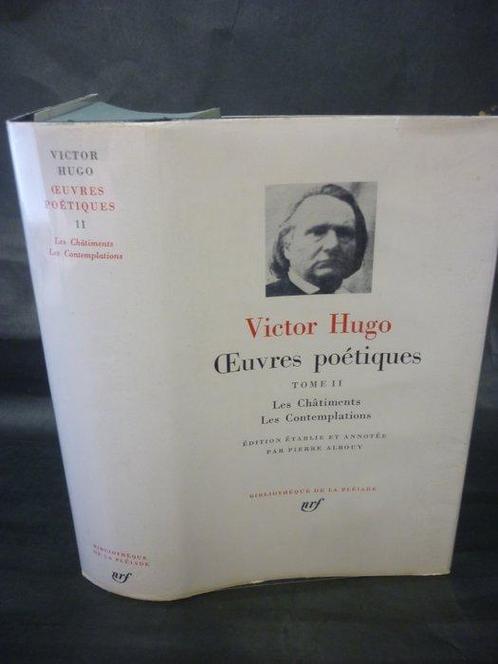 VICTOR
HUGO
ŒUVRES
POÉTIQUES
II
Les Châtiments
Les Contemplations
BIBLIOTHÈQUE
DE LA PLÉIADE
nrf
Victor Hugo
Œuvres poétiques
TOME II
Les Châtiments
Les Contemplations
ÉDITION ÉTABLIE ET ANNOTÉE
PAR PIERRE ALBOUY
BIBLIOTHÈQUE DE LA PLÉIADE
nrf